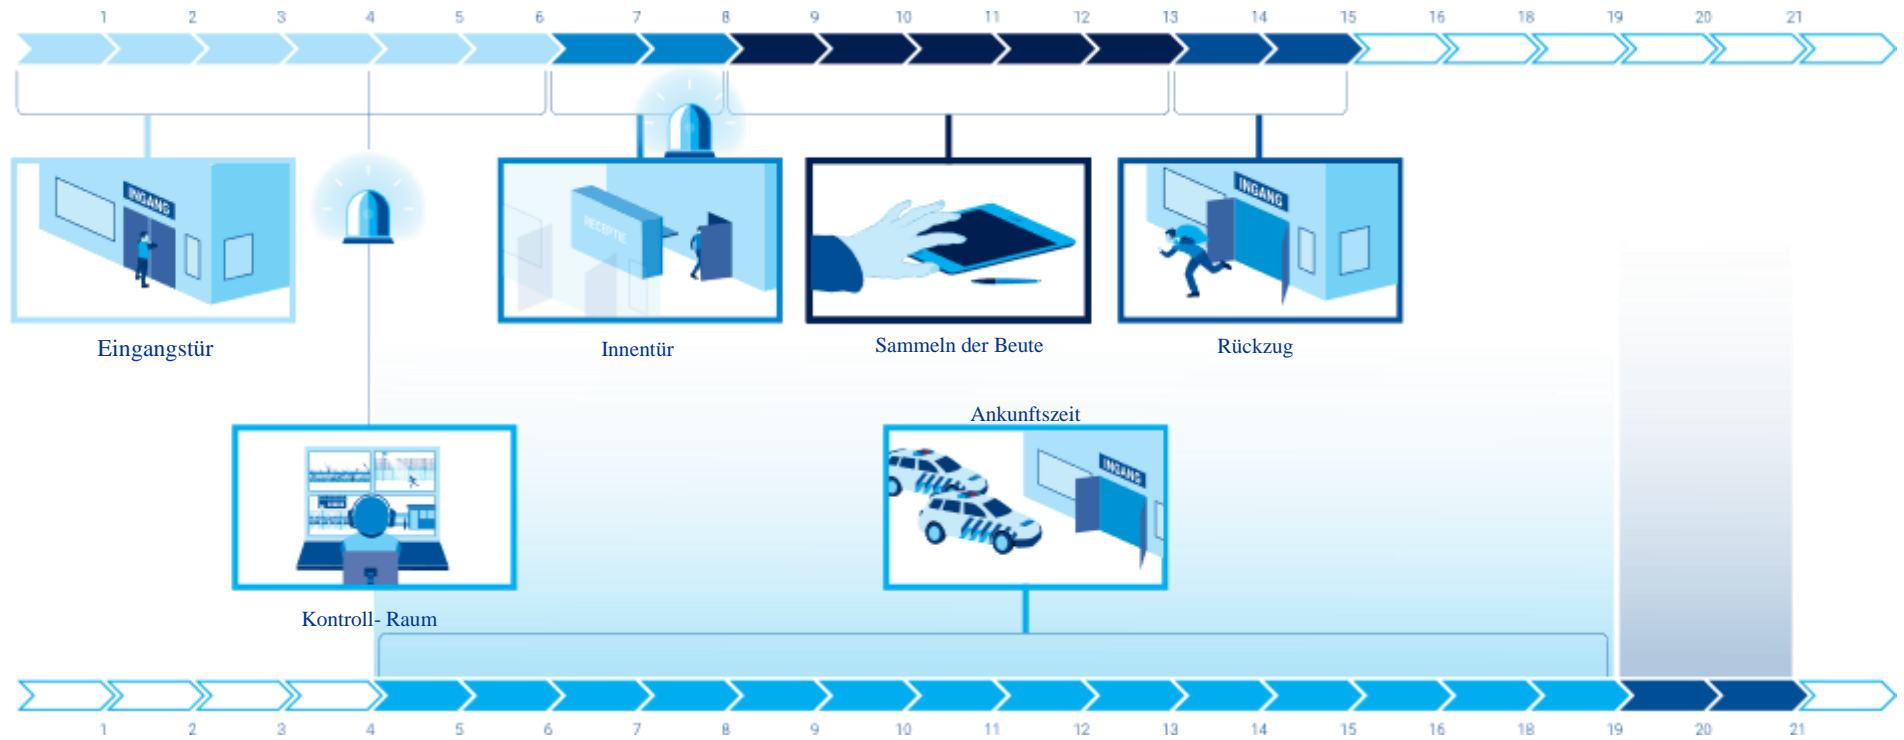 1 2 3 4 5 6 7 8 9 10 11 12 13 14 15 16 18 19 20 21
INGANG
RECEPTIE
INGANG
Eingangstür
Innentür
Sammeln der Beute
Rückzug
Ankunftszeit
INGANG
Kontroll- Raum
1 2 3 4 5 6 7 8 9 10 11 12 13 14 15 16 18 19 20 21